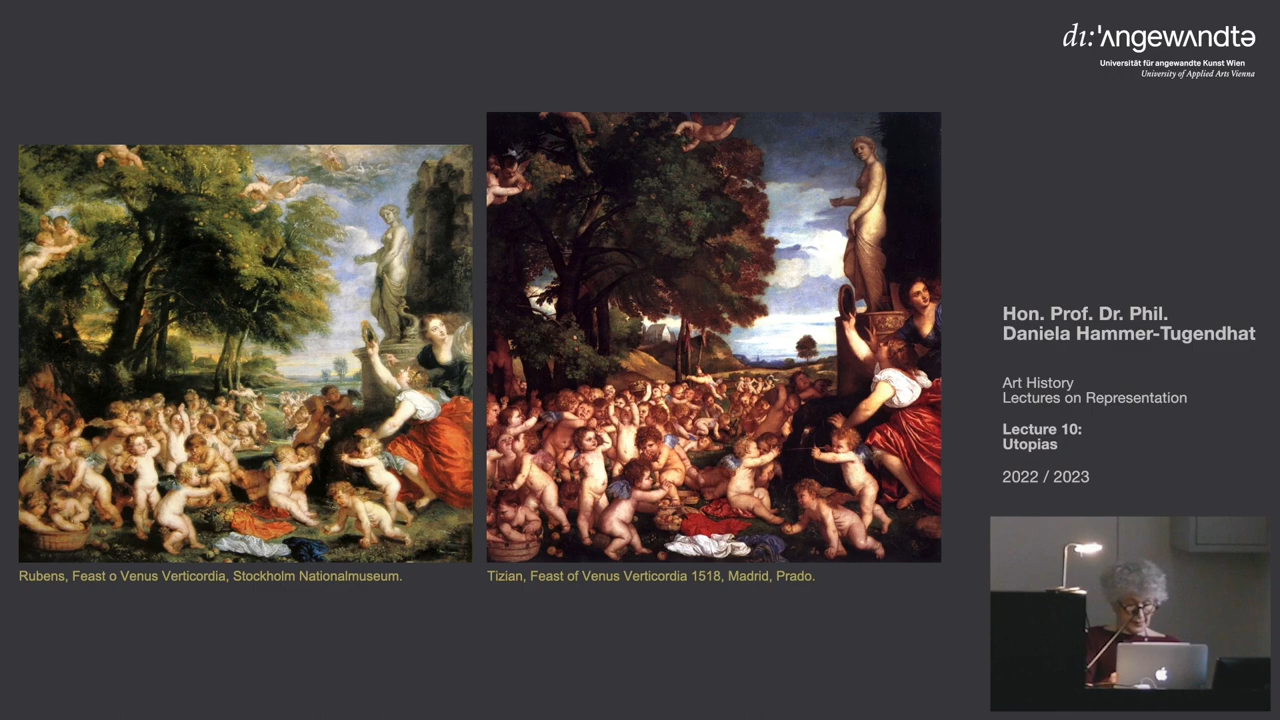 dı:ˈʌngewʌndtə
Universität für angewandte Kunst Wien
University of Applied Arts Vienna
Hon. Prof. Dr. Phil.
Daniela Hammer-Tugendhat
Art History
Lectures on Representation
Lecture 10:
Utopias
2022 / 2023
Rubens, Feast o Venus Verticordia, Stockholm Nationalmuseum.
Tizian, Feast of Venus Verticordia 1518, Madrid, Prado.